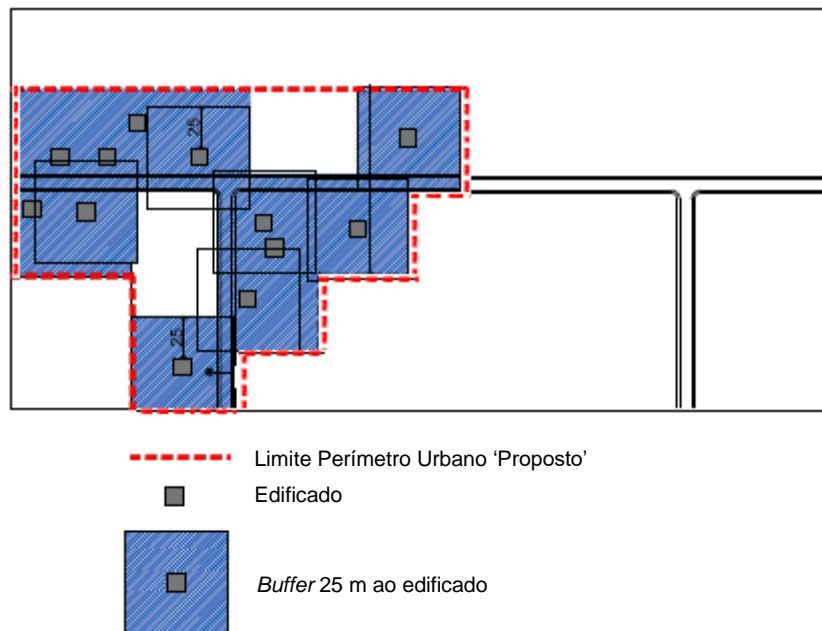 25
25
Limite Perímetro Urbano ‘Proposto’
Edificado
Buffer 25 m ao edificado